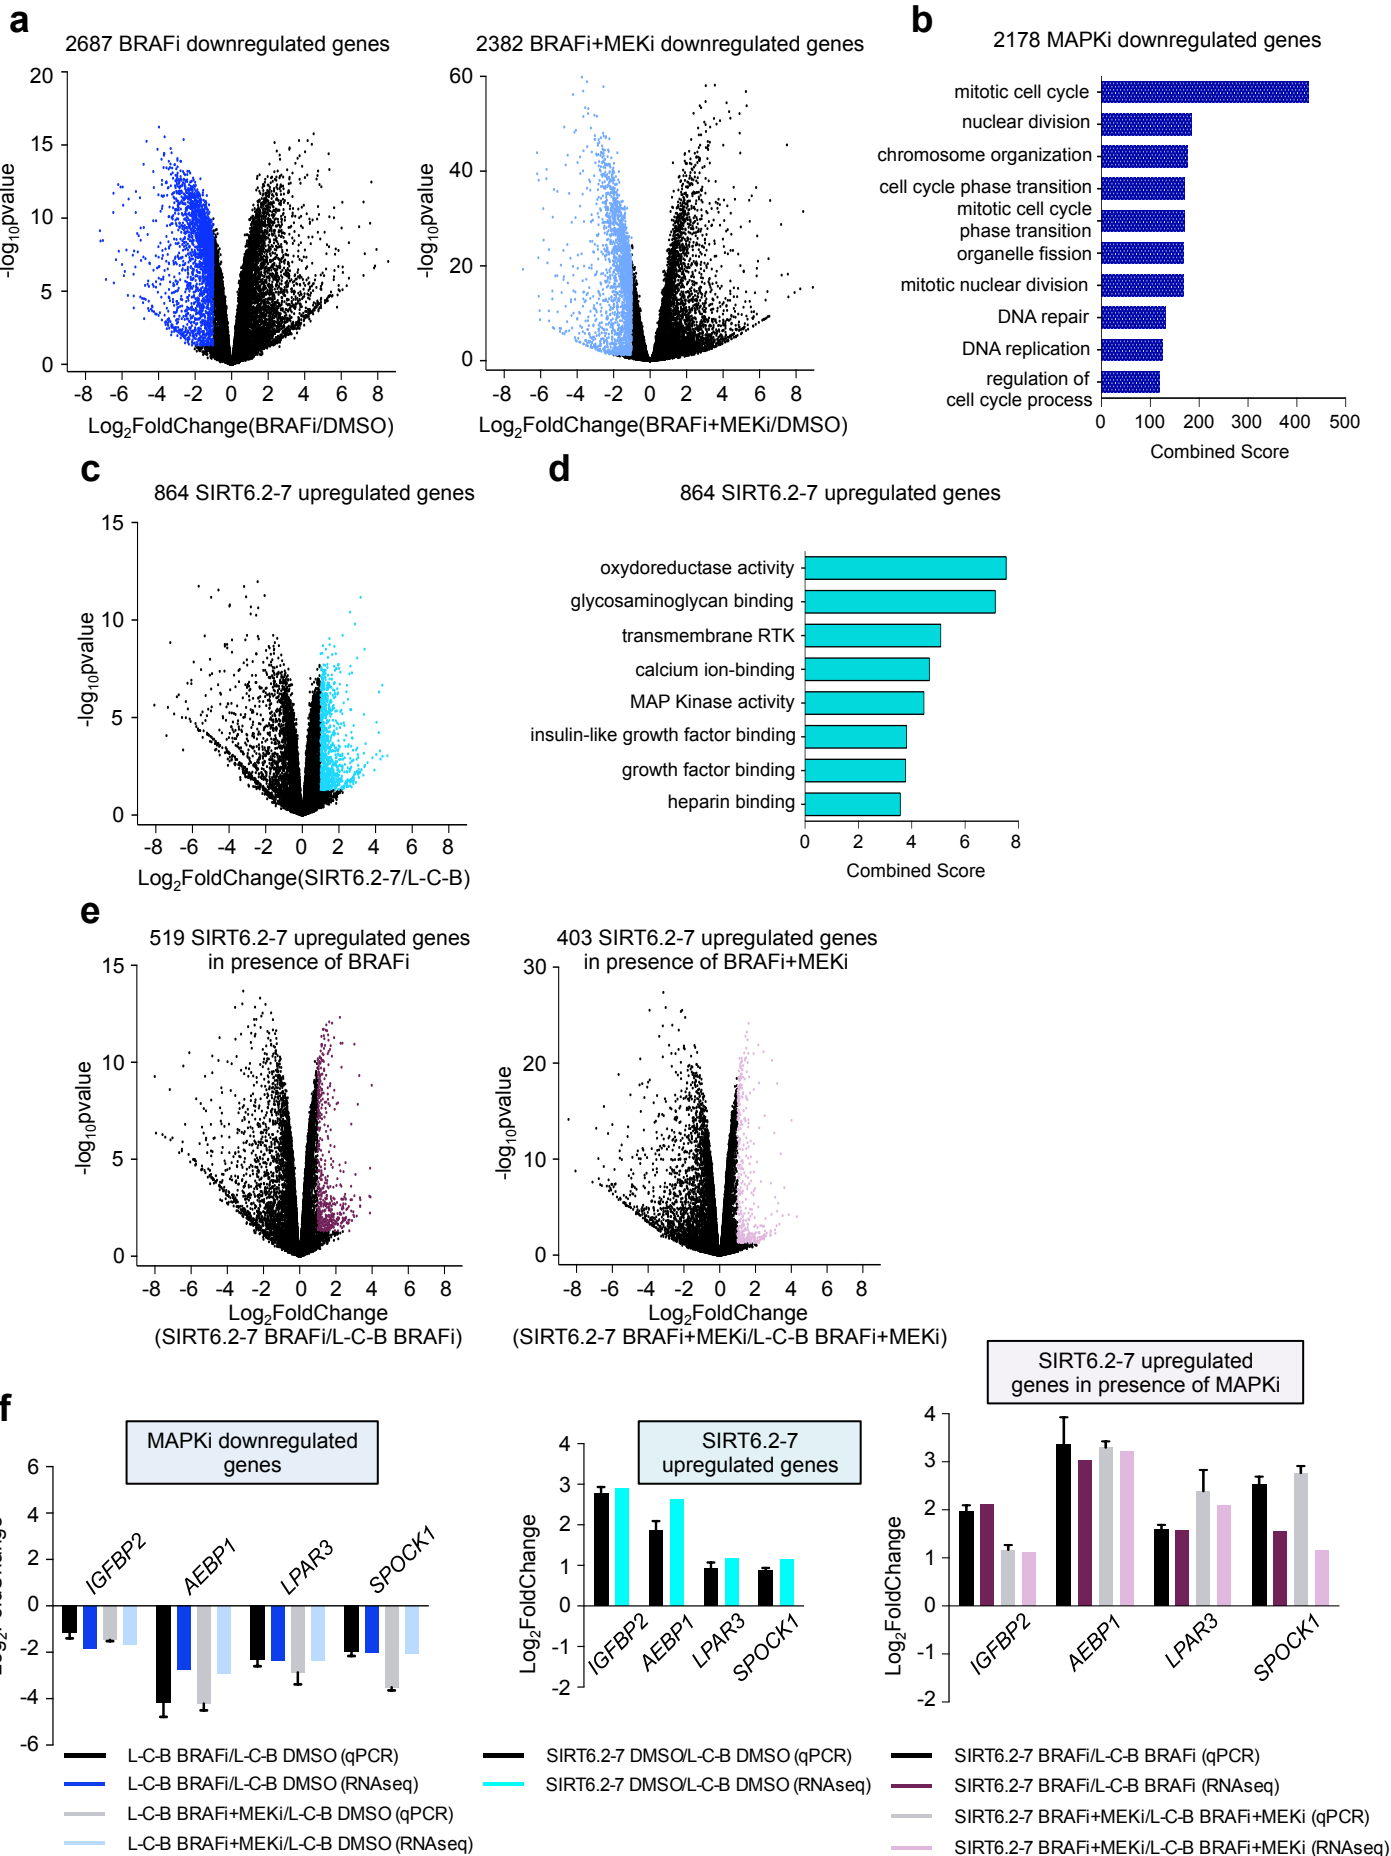 a
2687 BRAFi downregulated genes
20
15
10
5
0
-log10pvalue
-8 -6 -4 -2 0 2 4 6 8
Log2FoldChange(BRAFi/DMSO)
2382 BRAFi+MEKi downregulated genes
60
40
20
0
-log10pvalue
-8 -6 -4 -2 0 2 4 6 8
Log2FoldChange(BRAFi+MEKi/DMSO)
b
2178 MAPKi downregulated genes
mitotic cell cycle
nuclear division
chromosome organization
cell cycle phase transition
mitotic cell cycle
phase transition
organelle fission
mitotic nuclear division
DNA repair
DNA replication
regulation of
cell cycle process
0 100 200 300 400 500
Combined Score
c
864 SIRT6.2-7 upregulated genes
15
10
5
0
-log10pvalue
-8 -6 -4 -2 0 2 4 6 8
Log2FoldChange(SIRT6.2-7/L-C-B)
d
864 SIRT6.2-7 upregulated genes
oxydoreductase activity
glycosaminoglycan binding
transmembrane RTK
calcium ion-binding
MAP Kinase activity
insulin-like growth factor binding
growth factor binding
heparin binding
0 2 4 6 8
Combined Score
e
519 SIRT6.2-7 upregulated genes
in presence of BRAFi
15
10
5
0
-log10pvalue
-8 -6 -4 -2 0 2 4 6 8
Log2FoldChange
(SIRT6.2-7 BRAFi/L-C-B BRAFi)
403 SIRT6.2-7 upregulated genes
in presence of BRAFi+MEKi
30
20
10
0
-log10pvalue
-8 -6 -4 -2 0 2 4 6 8
Log2FoldChange
(SIRT6.2-7 BRAFi+MEKi/L-C-B BRAFi+MEKi)
f
MAPKi downregulated
genes
6
4
2
0
-2
-4
-6
IGFBP2
AEBP1
LPAR3
SPOCK1
L-C-B BRAFi/L-C-B DMSO (qPCR)
L-C-B BRAFi/L-C-B DMSO (RNAseq)
L-C-B BRAFi+MEKi/L-C-B DMSO (qPCR)
L-C-B BRAFi+MEKi/L-C-B DMSO (RNAseq)
SIRT6.2-7
upregulated genes
4
3
2
1
0
-1
-2
Log2FoldChange
IGFBP2
AEBP1
LPAR3
SPOCK1
SIRT6.2-7 DMSO/L-C-B DMSO (qPCR)
SIRT6.2-7 DMSO/L-C-B DMSO (RNAseq)
SIRT6.2-7 upregulated
genes in presence of MAPKi
4
3
2
1
0
-1
-2
Log2FoldChange
IGFBP2
AEBP1
LPAR3
SPOCK1
SIRT6.2-7 BRAFi/L-C-B BRAFi (qPCR)
SIRT6.2-7 BRAFi/L-C-B BRAFi (RNAseq)
SIRT6.2-7 BRAFi+MEKi/L-C-B BRAFi+MEKi (qPCR)
SIRT6.2-7 BRAFi+MEKi/L-C-B BRAFi+MEKi (RNAseq)